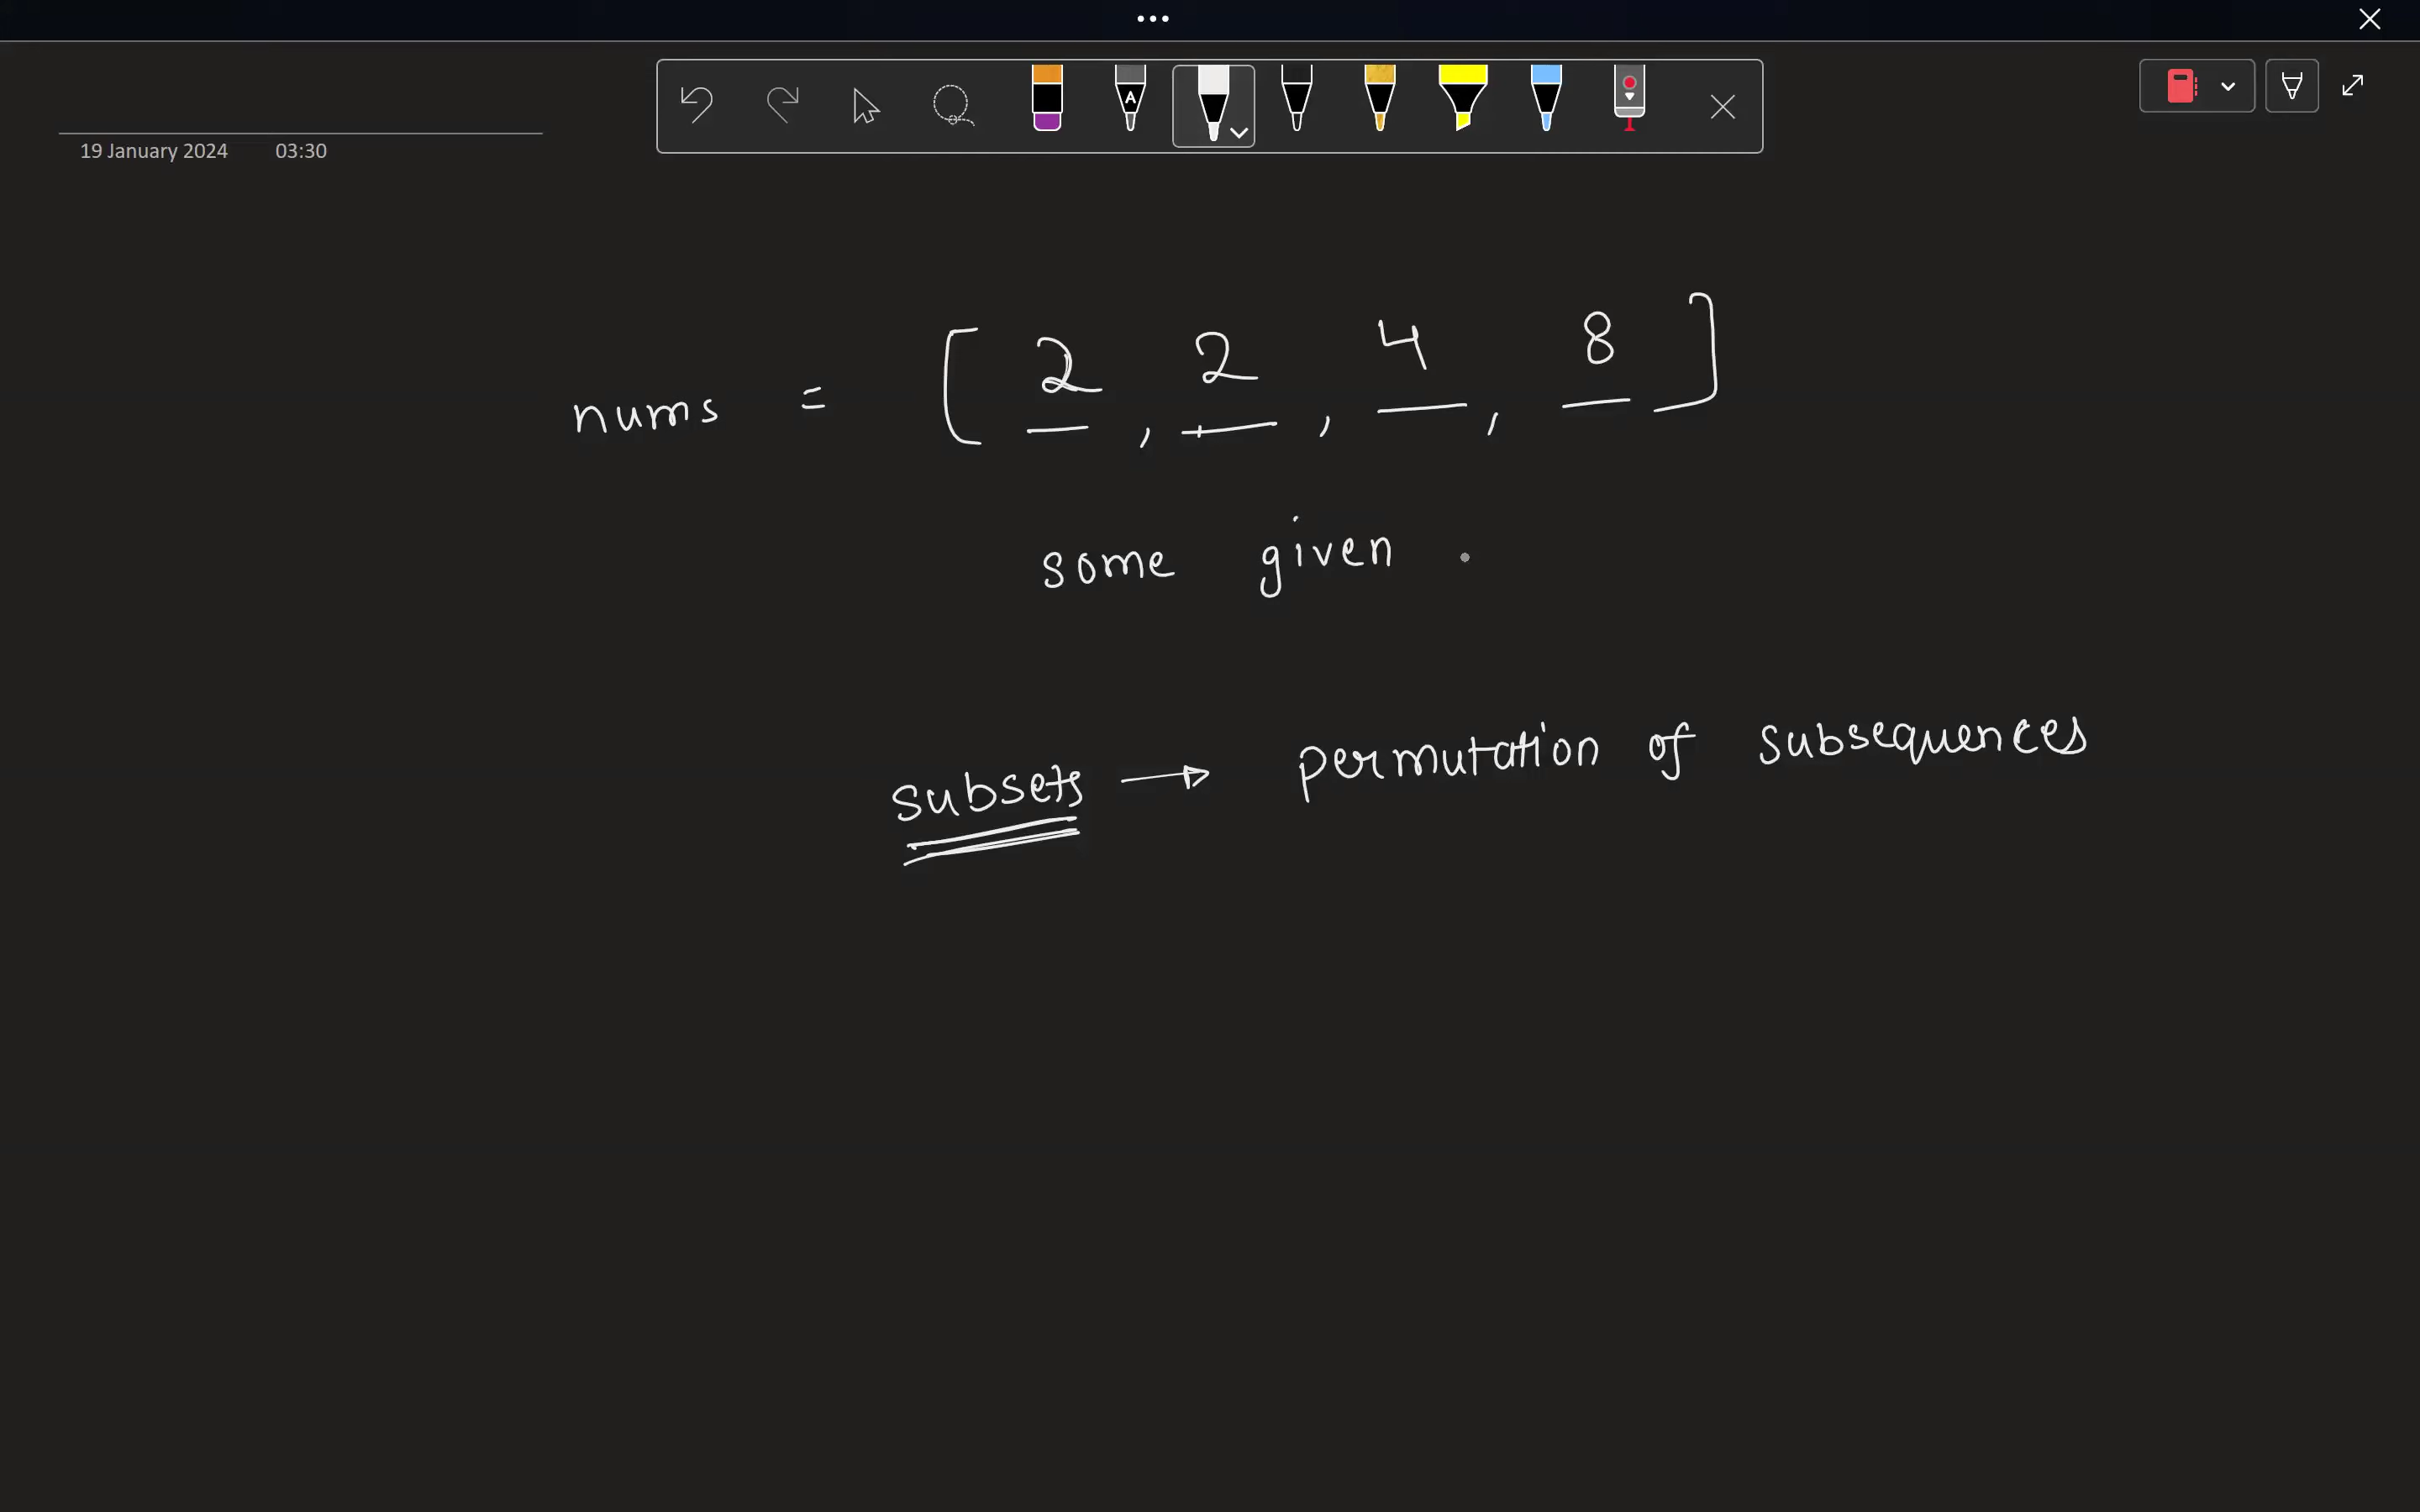 19 January 2024 03:30
nums = [ 2 , 2 , 4 , 8 ]
some given
subsets → permutation of subsequences